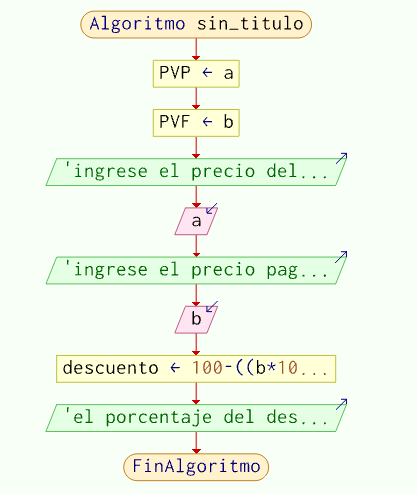 Algoritmo sin_titulo
PVP ← a
PVF ← b
'ingrese el precio del...
a
'ingrese el precio pag...
b
descuento ← 100-((b*10...
'el porcentaje del des...
FinAlgoritmo